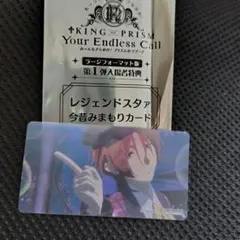 KING OF PRISM
Your Endless Call
みんなきらめけ！プリズム☆ツアーズ
ラージフォーマット版
第1弾入場者特典
レジェンドスタァ
今昔みまもりカード